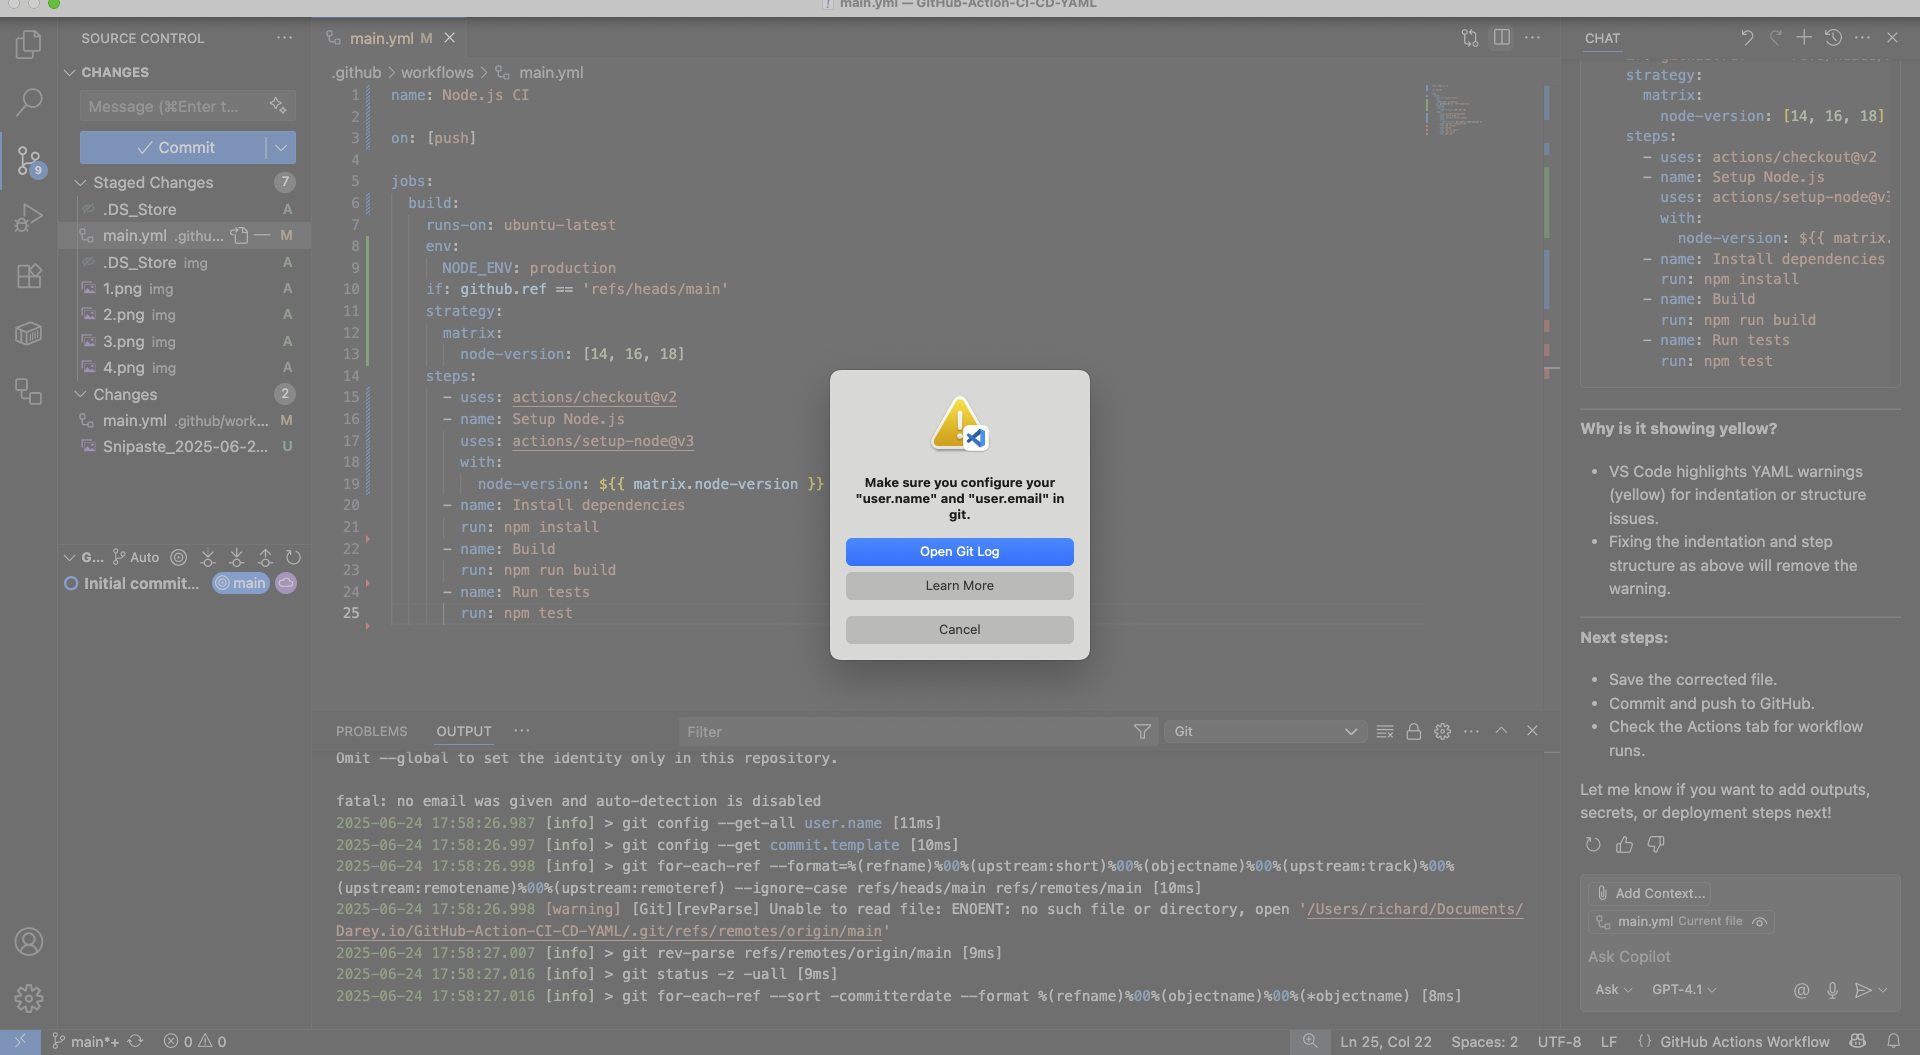 main.yml — GitHub-Action-CI-CD-YAML
SOURCE CONTROL
CHANGES
Message (⌘Enter t...
Commit
Staged Changes 7
.DS_Store A
main.yml .githu... M
.DS_Store img A
1.png img A
2.png img A
3.png img A
4.png img A
Changes 2
main.yml .github/work... M
Snipaste_2025-06-2... U
9
G... Auto
Initial commit... main
main.yml M
.github > workflows > main.yml
1 name: Node.js CI
2
3 on: [push]
4
5 jobs:
6 build:
7 runs-on: ubuntu-latest
8 env:
9 NODE_ENV: production
10 if: github.ref == 'refs/heads/main'
11 strategy:
12 matrix:
13 node-version: [14, 16, 18]
14 steps:
15 - uses: actions/checkout@v2
16 - name: Setup Node.js
17 uses: actions/setup-node@v3
18 with:
19 node-version: ${{ matrix.node-version }}
20 - name: Install dependencies
21 run: npm install
22 - name: Build
23 run: npm run build
24 - name: Run tests
25 run: npm test
Make sure you configure your
"user.name" and "user.email" in
git.
Open Git Log
Learn More
Cancel
PROBLEMS OUTPUT Filter Git
Omit --global to set the identity only in this repository.
fatal: no email was given and auto-detection is disabled
2025-06-24 17:58:26.987 [info] > git config --get-all user.name [11ms]
2025-06-24 17:58:26.997 [info] > git config --get commit.template [10ms]
2025-06-24 17:58:26.998 [info] > git for-each-ref --format=%(refname)%00%(upstream:short)%00%(objectname)%00%(upstream:track)%00%
(upstream:remotename)%00%(upstream:remoteref) --ignore-case refs/heads/main refs/remotes/main [10ms]
2025-06-24 17:58:26.998 [warning] [Git][revParse] Unable to read file: ENOENT: no such file or directory, open '/Users/richard/Documents/
Darey.io/GitHub-Action-CI-CD-YAML/.git/refs/remotes/origin/main'
2025-06-24 17:58:27.007 [info] > git rev-parse refs/remotes/origin/main [9ms]
2025-06-24 17:58:27.016 [info] > git status -z -uall [9ms]
2025-06-24 17:58:27.016 [info] > git for-each-ref --sort -committerdate --format %(refname)%00%(objectname)%00%(*objectname) [8ms]
CHAT
strategy:
matrix:
node-version: [14, 16, 18]
steps:
- uses: actions/checkout@v2
- name: Setup Node.js
uses: actions/setup-node@v3
with:
node-version: ${{ matrix.
- name: Install dependencies
run: npm install
- name: Build
run: npm run build
- name: Run tests
run: npm test
Why is it showing yellow?
• VS Code highlights YAML warnings
(yellow) for indentation or structure
issues.
• Fixing the indentation and step
structure as above will remove the
warning.
Next steps:
• Save the corrected file.
• Commit and push to GitHub.
• Check the Actions tab for workflow
runs.
Let me know if you want to add outputs,
secrets, or deployment steps next!
Add Context...
main.yml Current file
Ask Copilot
Ask GPT-4.1
main*+ 0 0
Ln 25, Col 22 Spaces: 2 UTF-8 LF {} GitHub Actions Workflow